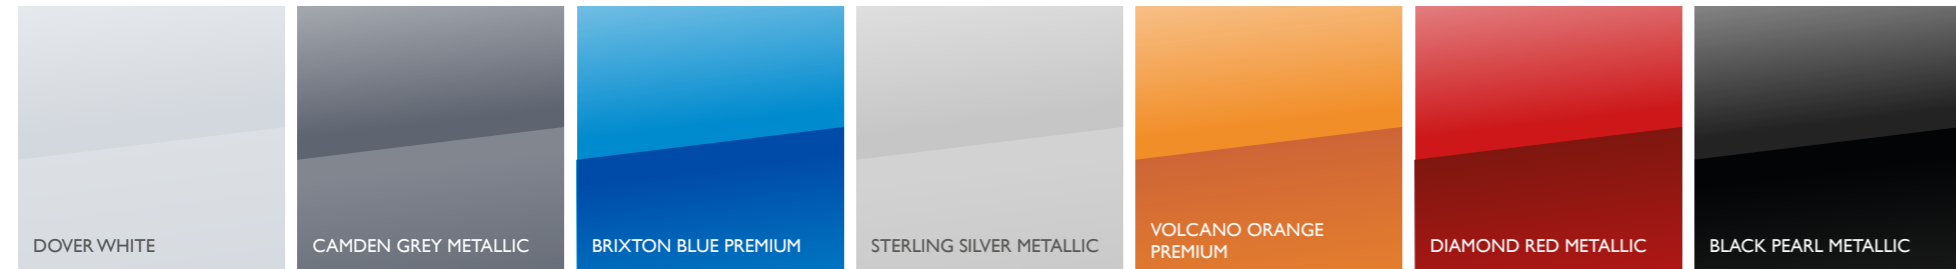 DOVER WHITE
CAMDEN GREY METALLIC
BRIXTON BLUE PREMIUM
STERLING SILVER METALLIC
VOLCANO ORANGE
PREMIUM
DIAMOND RED METALLIC
BLACK PEARL METALLIC